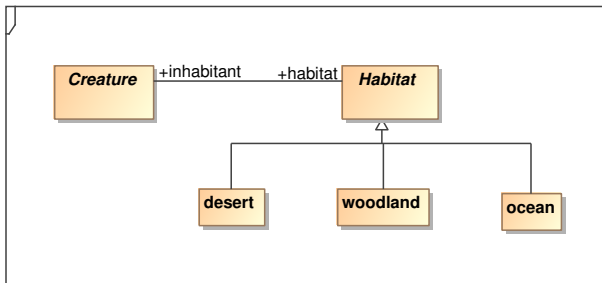 Creature
+inhabitant
+habitat
Habitat
desert
woodland
ocean